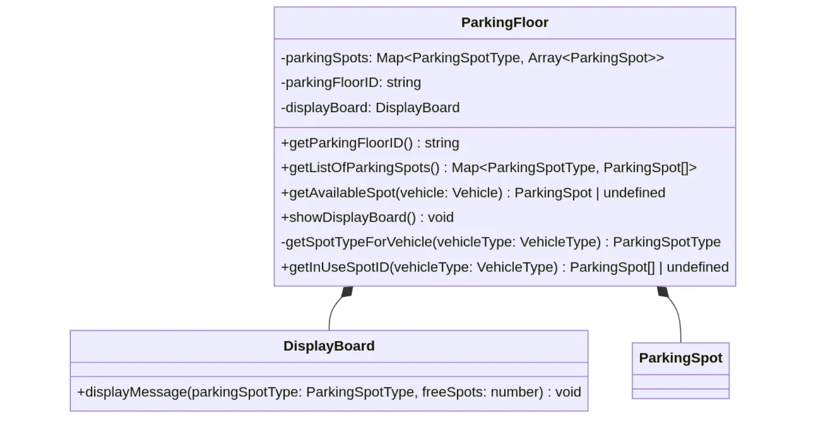 ParkingFloor
-parkingSpots: Map<ParkingSpotType, Array<ParkingSpot>>
-parkingFloorID: string
-displayBoard: DisplayBoard
+getParkingFloorID() : string
+getListOfParkingSpots() : Map<ParkingSpotType, ParkingSpot[]>
+getAvailableSpot(vehicle: Vehicle) : ParkingSpot | undefined
+showDisplayBoard() : void
-getSpotTypeForVehicle(vehicleType: VehicleType) : ParkingSpotType
+getInUseSpotID(vehicleType: VehicleType) : ParkingSpot[] | undefined
DisplayBoard
+displayMessage(parkingSpotType: ParkingSpotType, freeSpots: number) : void
ParkingSpot